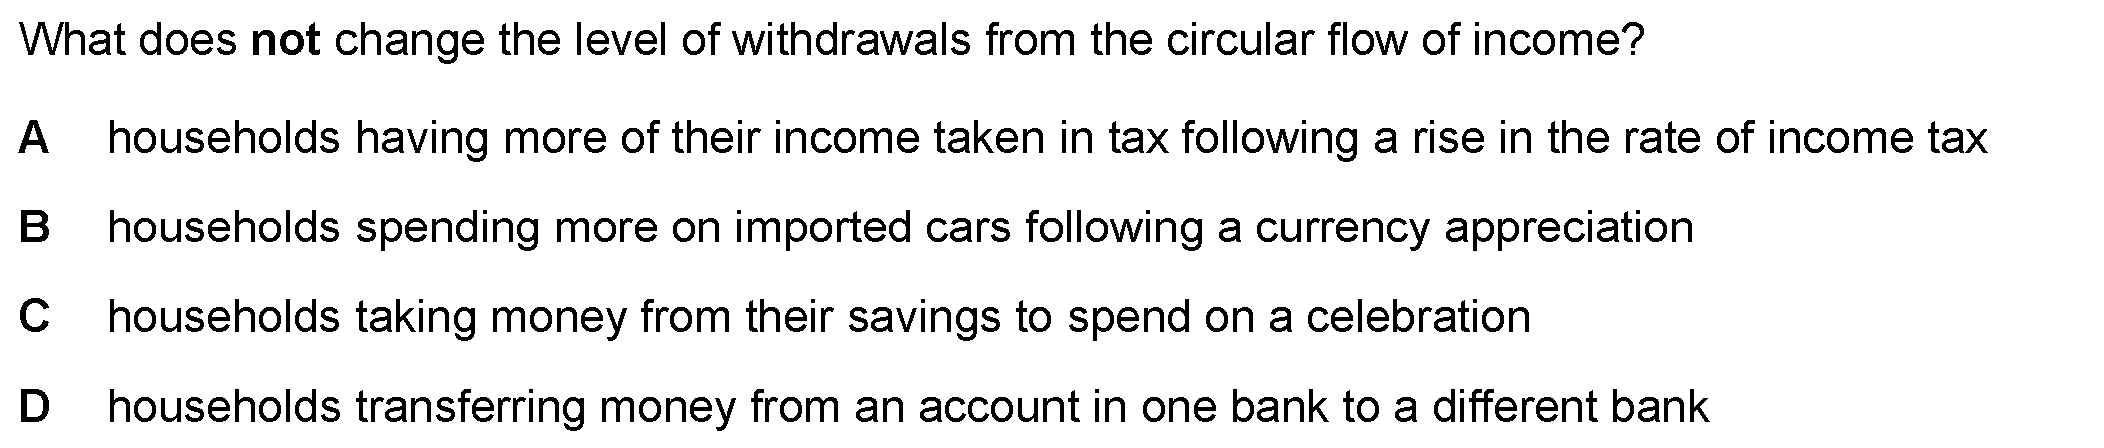 What does not change the level of withdrawals from the circular flow of income?
A households having more of their income taken in tax following a rise in the rate of income tax
B households spending more on imported cars following a currency appreciation
C households taking money from their savings to spend on a celebration
D households transferring money from an account in one bank to a different bank